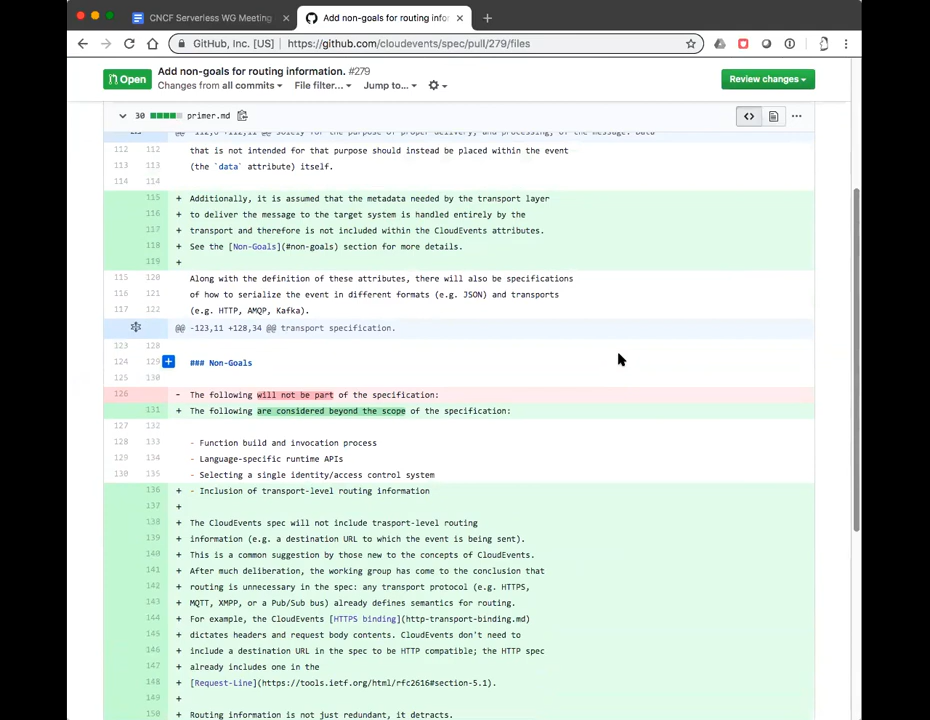 CNCF Serverless WG Meeting
Add non-goals for routing infor
GitHub, Inc. [US]
https://github.com/cloudevents/spec/pull/279/files
Open
Add non-goals for routing information. #279
Changes from all commits
File filter...
Jump to...
Review changes
30
primer.md
112 112 that is not intended for that purpose should instead be placed within the event
113 113 (the `data` attribute) itself.
114 114
115 + Additionally, it is assumed that the metadata needed by the transport layer
116 + to deliver the message to the target system is handled entirely by the
117 + transport and therefore is not included within the CloudEvents attributes.
118 + See the [Non-Goals](#non-goals) section for more details.
119 +
115 120 Along with the definition of these attributes, there will also be specifications
116 121 of how to serialize the event in different formats (e.g. JSON) and transports
117 122 (e.g. HTTP, AMQP, Kafka).
@@ -123,11 +128,34 @@ transport specification.
123 128
124 129 ### Non-Goals
125 130
126 - The following will not be part of the specification:
131 + The following are considered beyond the scope of the specification:
127 132
128 133 - Function build and invocation process
129 134 - Language-specific runtime APIs
130 135 - Selecting a single identity/access control system
136 + - Inclusion of transport-level routing information
137 +
138 + The CloudEvents spec will not include trasport-level routing
139 + information (e.g. a destination URL to which the event is being sent).
140 + This is a common suggestion by those new to the concepts of CloudEvents.
141 + After much deliberation, the working group has come to the conclusion that
142 + routing is unnecessary in the spec: any transport protocol (e.g. HTTPS,
143 + MQTT, XMPP, or a Pub/Sub bus) already defines semantics for routing.
144 + For example, the CloudEvents [HTTPS binding](http-transport-binding.md)
145 + dictates headers and request body contents. CloudEvents don't need to
146 + include a destination URL in the spec to be HTTP compatible; the HTTP spec
147 + already includes one in the
148 + [Request-Line](https://tools.ietf.org/html/rfc2616#section-5.1).
149 +
150 + Routing information is not just redundant, it detracts.